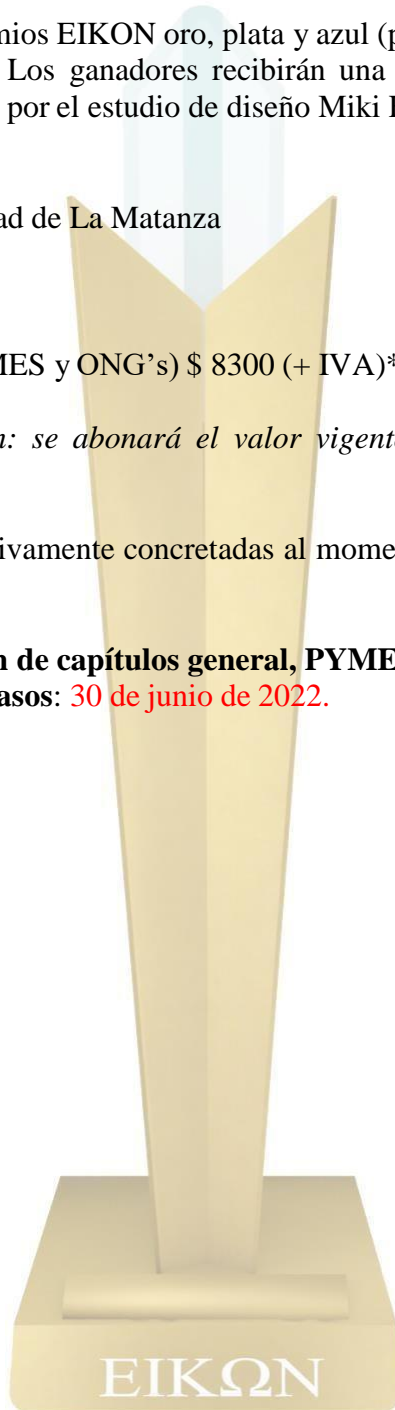 mios EIKON oro, plata y azul (p
Los ganadores recibirán una
por el estudio de diseño Miki
ad de La Matanza
MES y ONG’s) $ 8300 (+ IVA)*
n: se abonará el valor vigent
ivamente concretadas al mome
n de capítulos general, PYME
asos: 30 de junio de 2022.
EIKΩN